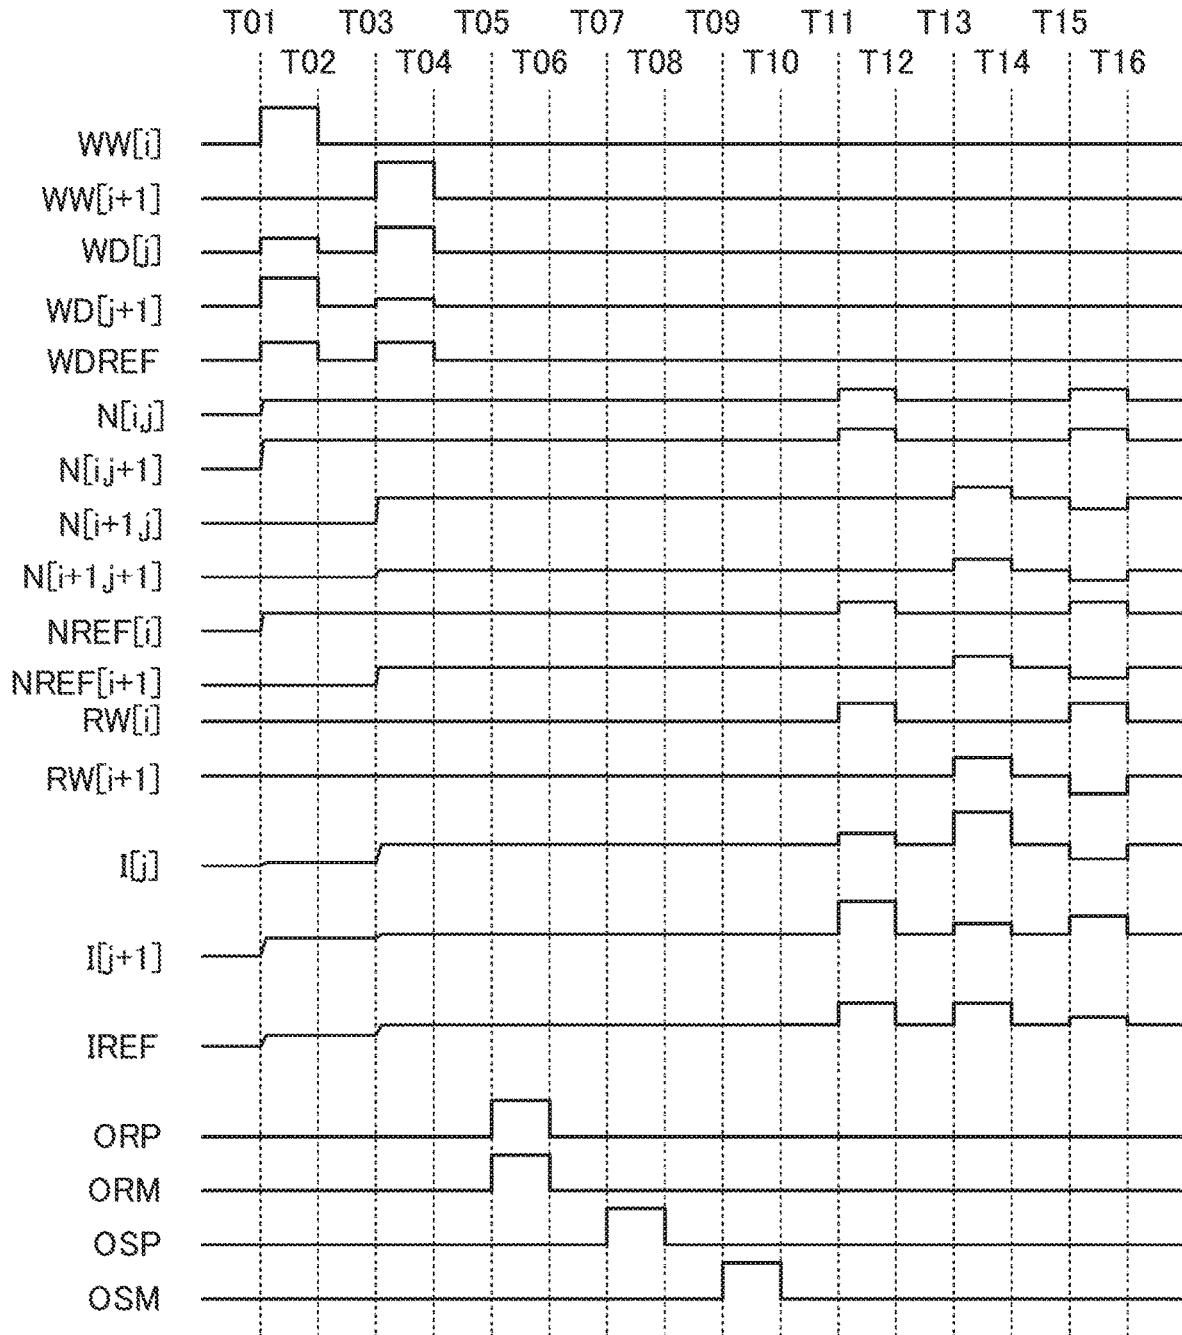 T01 T03 T05 T07 T09 T11 T13 T15
T02 T04 T06 T08 T10 T12 T14 T16
WW[i]
WW[i+1]
WD[j]
WD[j+1]
WDREF
N[i,j]
N[i,j+1]
N[i+1,j]
N[i+1,j+1]
NREF[i]
NREF[i+1]
RW[i]
RW[i+1]
I[j]
I[j+1]
IREF
ORP
ORM
OSP
OSM